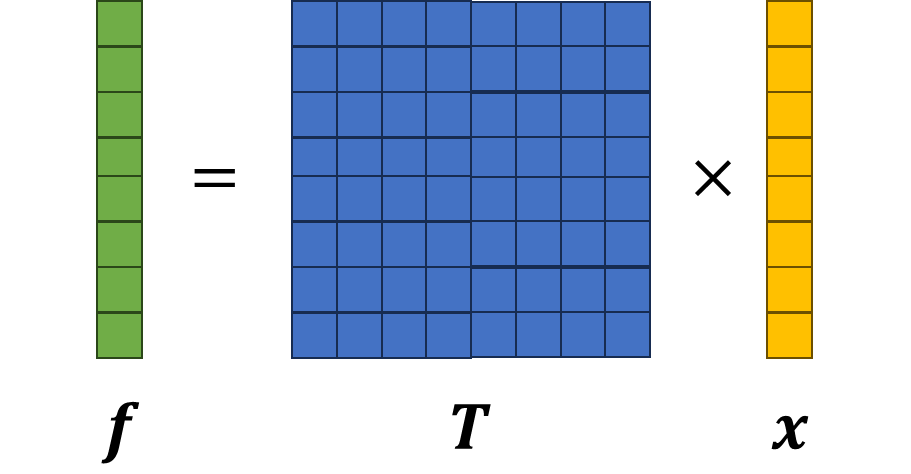 = ×
f T x